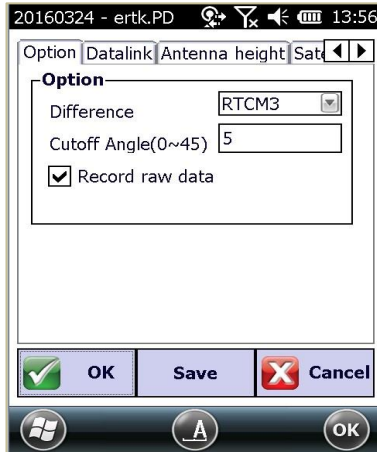 20160324 - ertk.PD 13:56
Option Datalink Antenna height Sate
Option
Difference RTCM3
Cutoff Angle(0~45) 5
Record raw data
OK Save Cancel
A OK